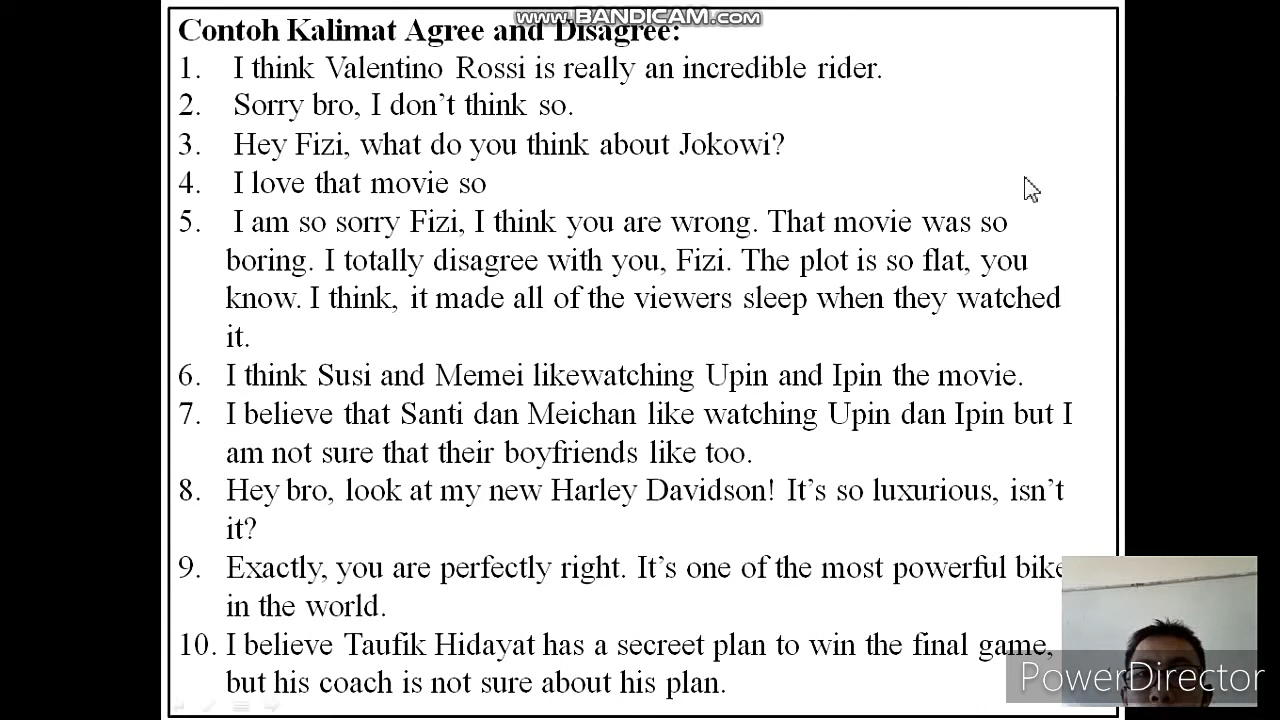 www.BANDICAM.com
Contoh Kalimat Agree and Disagree:
1. I think Valentino Rossi is really an incredible rider.
2. Sorry bro, I don't think so.
3. Hey Fizi, what do you think about Jokowi?
4. I love that movie so
5. I am so sorry Fizi, I think you are wrong. That movie was so
boring. I totally disagree with you, Fizi. The plot is so flat, you
know. I think, it made all of the viewers sleep when they watched
it.
6. I think Susi and Memei likewatching Upin and Ipin the movie.
7. I believe that Santi dan Meichan like watching Upin dan Ipin but I
am not sure that their boyfriends like too.
8. Hey bro, look at my new Harley Davidson! It's so luxurious, isn't
it?
9. Exactly, you are perfectly right. It's one of the most powerful bike
in the world.
10. I believe Taufik Hidayat has a secreet plan to win the final game,
but his coach is not sure about his plan.
PowerDirector